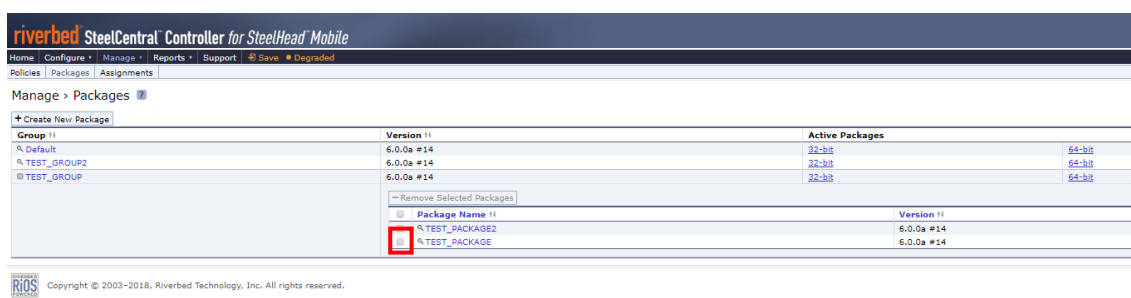 riverbed SteelCentral™ Controller for SteelHead™ Mobile
Home Configure Manage Reports Support Save Degraded
Policies Packages Assignments
Manage › Packages ?
+ Create New Package
Group Version Active Packages
Default 6.0.0a #14 32-bit 64-bit
TEST_GROUP2 6.0.0a #14 32-bit 64-bit
TEST_GROUP 6.0.0a #14 32-bit 64-bit
− Remove Selected Packages
Package Name Version
TEST_PACKAGE2 6.0.0a #14
TEST_PACKAGE 6.0.0a #14
RIVERBED
RiOS
POWERED
Copyright © 2003–2018, Riverbed Technology, Inc. All rights reserved.